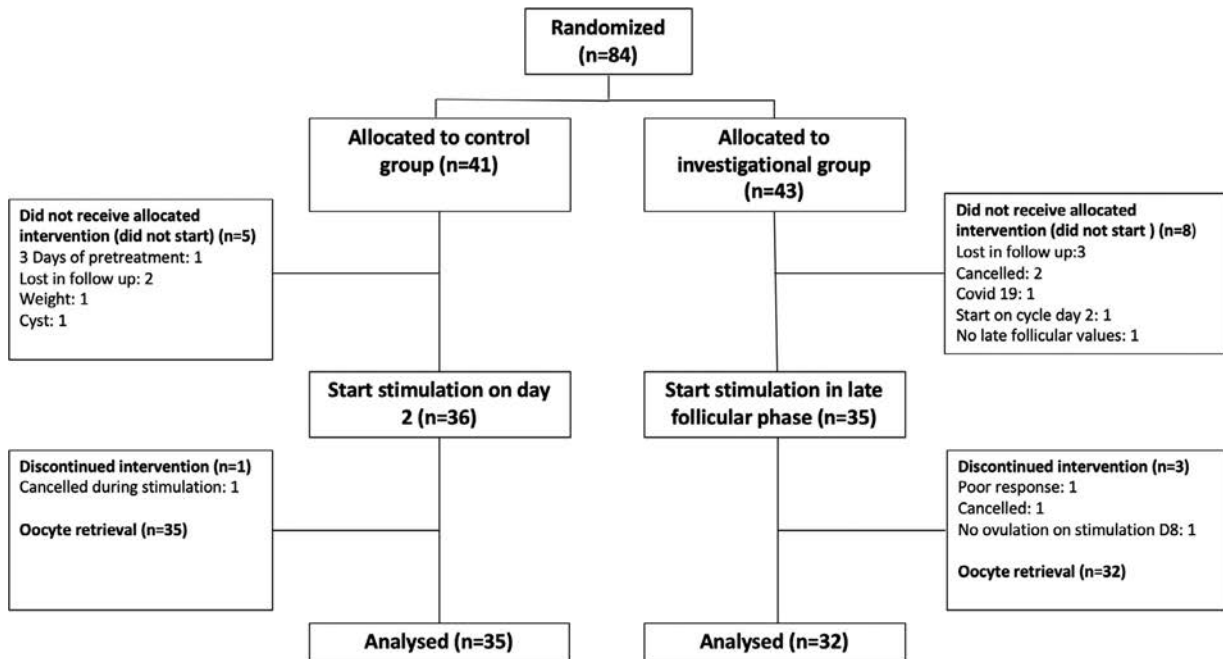 Randomized
(n=84)
Allocated to control
group (n=41)
Allocated to
investigational group
(n=43)
Did not receive allocated
intervention (did not start) (n=5)
3 Days of pretreatment: 1
Lost in follow up: 2
Weight: 1
Cyst: 1
Did not receive allocated
intervention (did not start ) (n=8)
Lost in follow up:3
Cancelled: 2
Covid 19: 1
Start on cycle day 2: 1
No late follicular values: 1
Start stimulation on day
2 (n=36)
Start stimulation in late
follicular phase (n=35)
Discontinued intervention (n=1)
Cancelled during stimulation: 1
Oocyte retrieval (n=35)
Discontinued intervention (n=3)
Poor response: 1
Cancelled: 1
No ovulation on stimulation D8: 1
Oocyte retrieval (n=32)
Analysed (n=35)
Analysed (n=32)